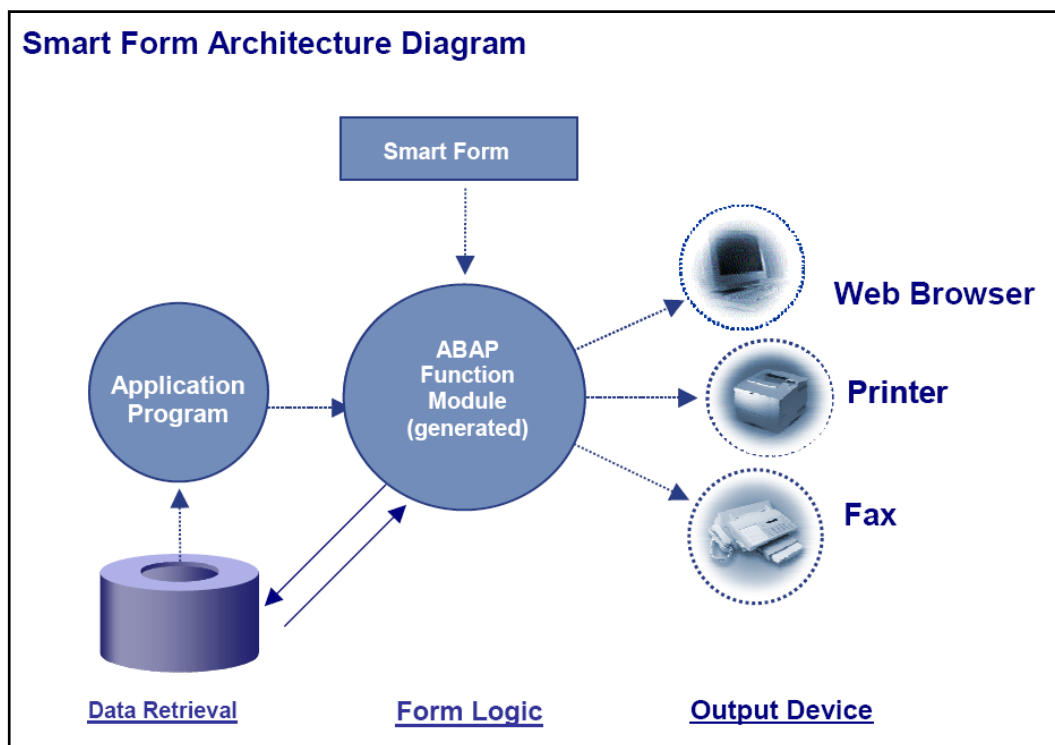 Smart Form Architecture Diagram
Smart Form
Web Browser
ABAP
Function
Module
(generated)
Application
Program
Printer
Fax
Data Retrieval
Form Logic
Output Device